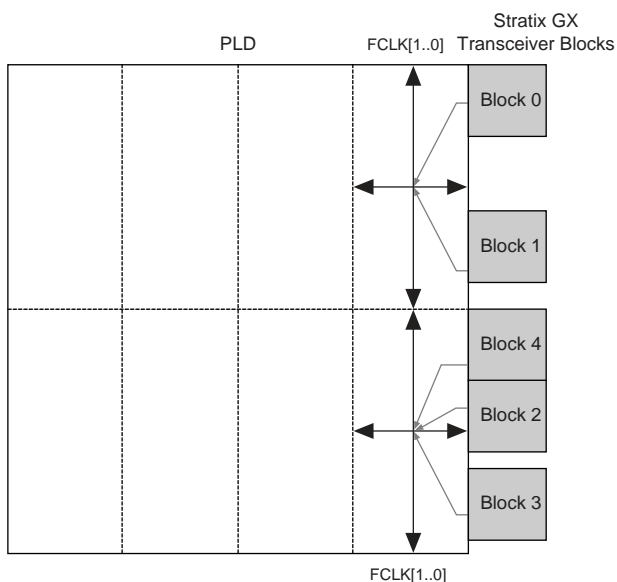 Stratix GX
PLD FCLK[1..0] Transceiver Blocks
Block 0
Block 1
Block 4
Block 2
Block 3
FCLK[1..0]